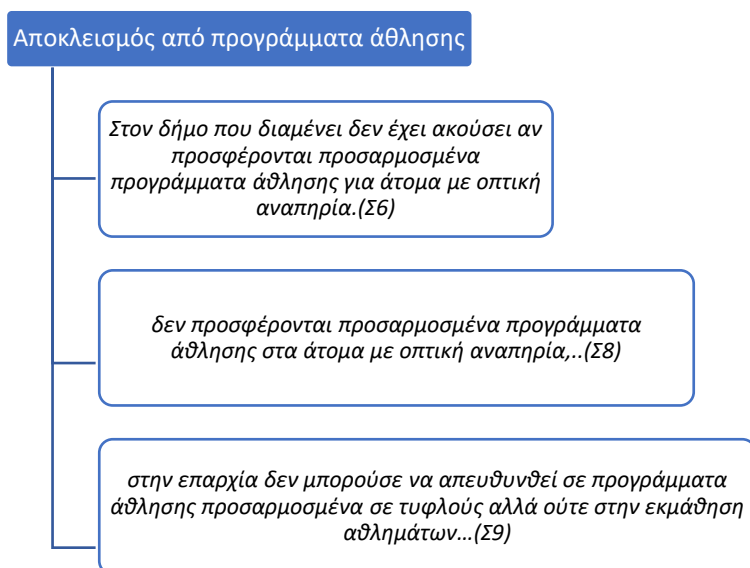 Αποκλεισμός από προγράμματα άθλησης
Στον δήμο που διαμένει δεν έχει ακούσει αν
προσφέρονται προσαρμοσμένα
προγράμματα άθλησης για άτομα με οπτική
αναπηρία.(Σ6)
δεν προσφέρονται προσαρμοσμένα προγράμματα
άθλησης στα άτομα με οπτική αναπηρία,..(Σ8)
στην επαρχία δεν μπορούσε να απευθυνθεί σε προγράμματα
άθλησης προσαρμοσμένα σε τυφλούς αλλά ούτε στην εκμάθηση
αθλημάτων…(Σ9)